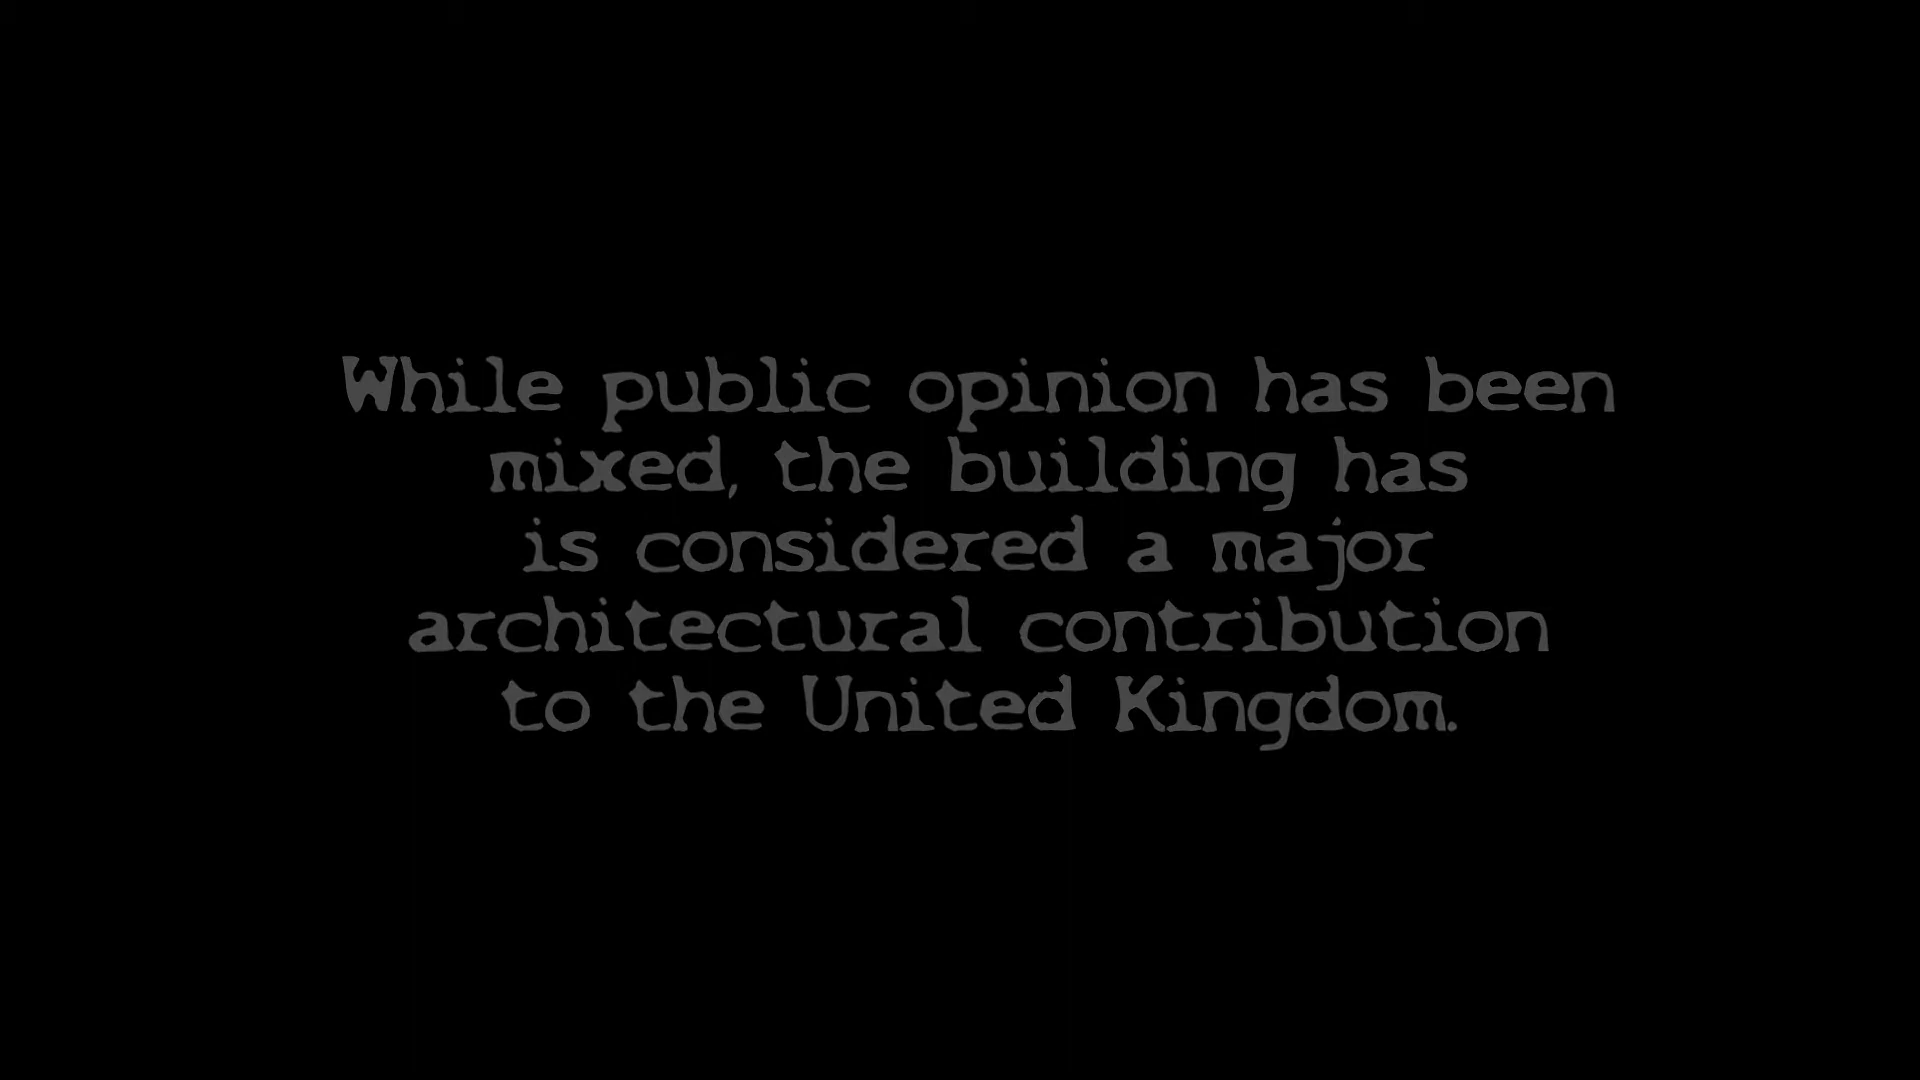 While public opinion has been
mixed, the building has
is considered a major
architectural contribution
to the United Kingdom.